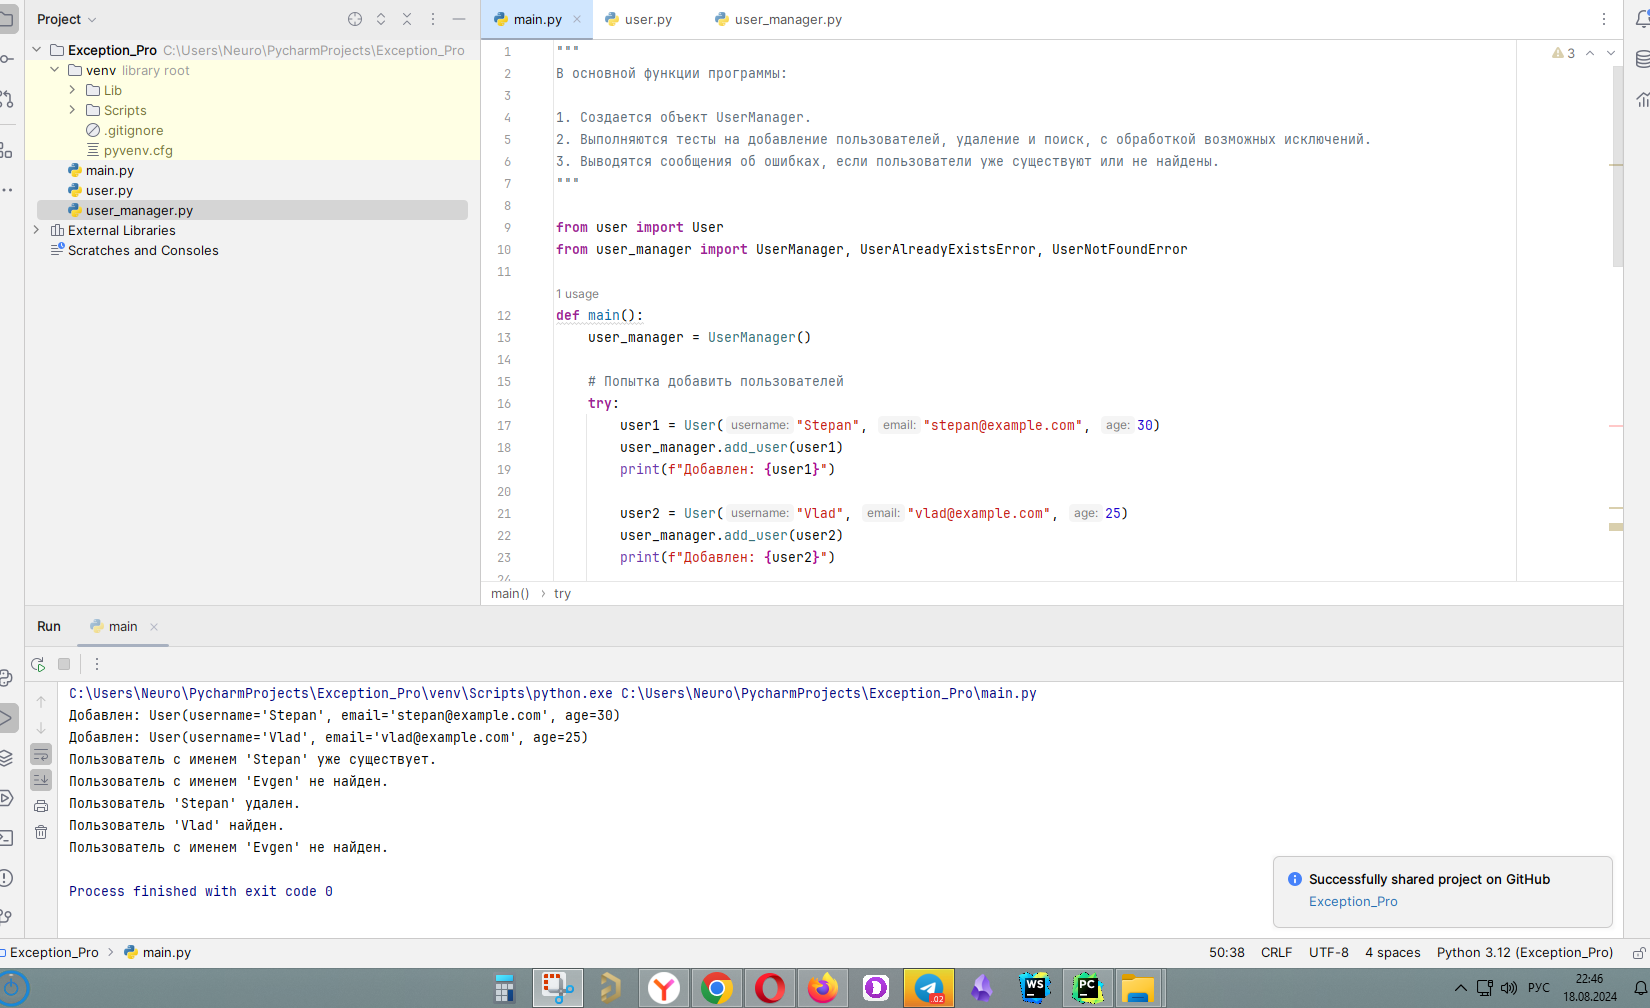 Project
main.py
user.py
user_manager.py
Exception_Pro C:\Users\Neuro\PycharmProjects\Exception_Pro
venv library root
Lib
Scripts
.gitignore
pyvenv.cfg
main.py
user.py
user_manager.py
External Libraries
Scratches and Consoles
3
1 """
2 В основной функции программы:
3
4 1. Создается объект UserManager.
5 2. Выполняются тесты на добавление пользователей, удаление и поиск, с обработкой возможных исключений.
6 3. Выводятся сообщения об ошибках, если пользователи уже существуют или не найдены.
7 """
8
9 from user import User
10 from user_manager import UserManager, UserAlreadyExistsError, UserNotFoundError
11
1 usage
12 def main():
13 user_manager = UserManager()
14
15 # Попытка добавить пользователей
16 try:
17 user1 = User( username: "Stepan", email: "stepan@example.com", age: 30)
18 user_manager.add_user(user1)
19 print(f"Добавлен: {user1}")
20
21 user2 = User( username: "Vlad", email: "vlad@example.com", age: 25)
22 user_manager.add_user(user2)
23 print(f"Добавлен: {user2}")
24
main() › try
Run main
C:\Users\Neuro\PycharmProjects\Exception_Pro\venv\Scripts\python.exe C:\Users\Neuro\PycharmProjects\Exception_Pro\main.py
Добавлен: User(username='Stepan', email='stepan@example.com', age=30)
Добавлен: User(username='Vlad', email='vlad@example.com', age=25)
Пользователь с именем 'Stepan' уже существует.
Пользователь с именем 'Evgen' не найден.
Пользователь 'Stepan' удален.
Пользователь 'Vlad' найден.
Пользователь с именем 'Evgen' не найден.
Process finished with exit code 0
Successfully shared project on GitHub
Exception_Pro
Exception_Pro › main.py
50:38 CRLF UTF-8 4 spaces Python 3.12 (Exception_Pro)
.02
WS
PC
РУС
22:46
18.08.2024